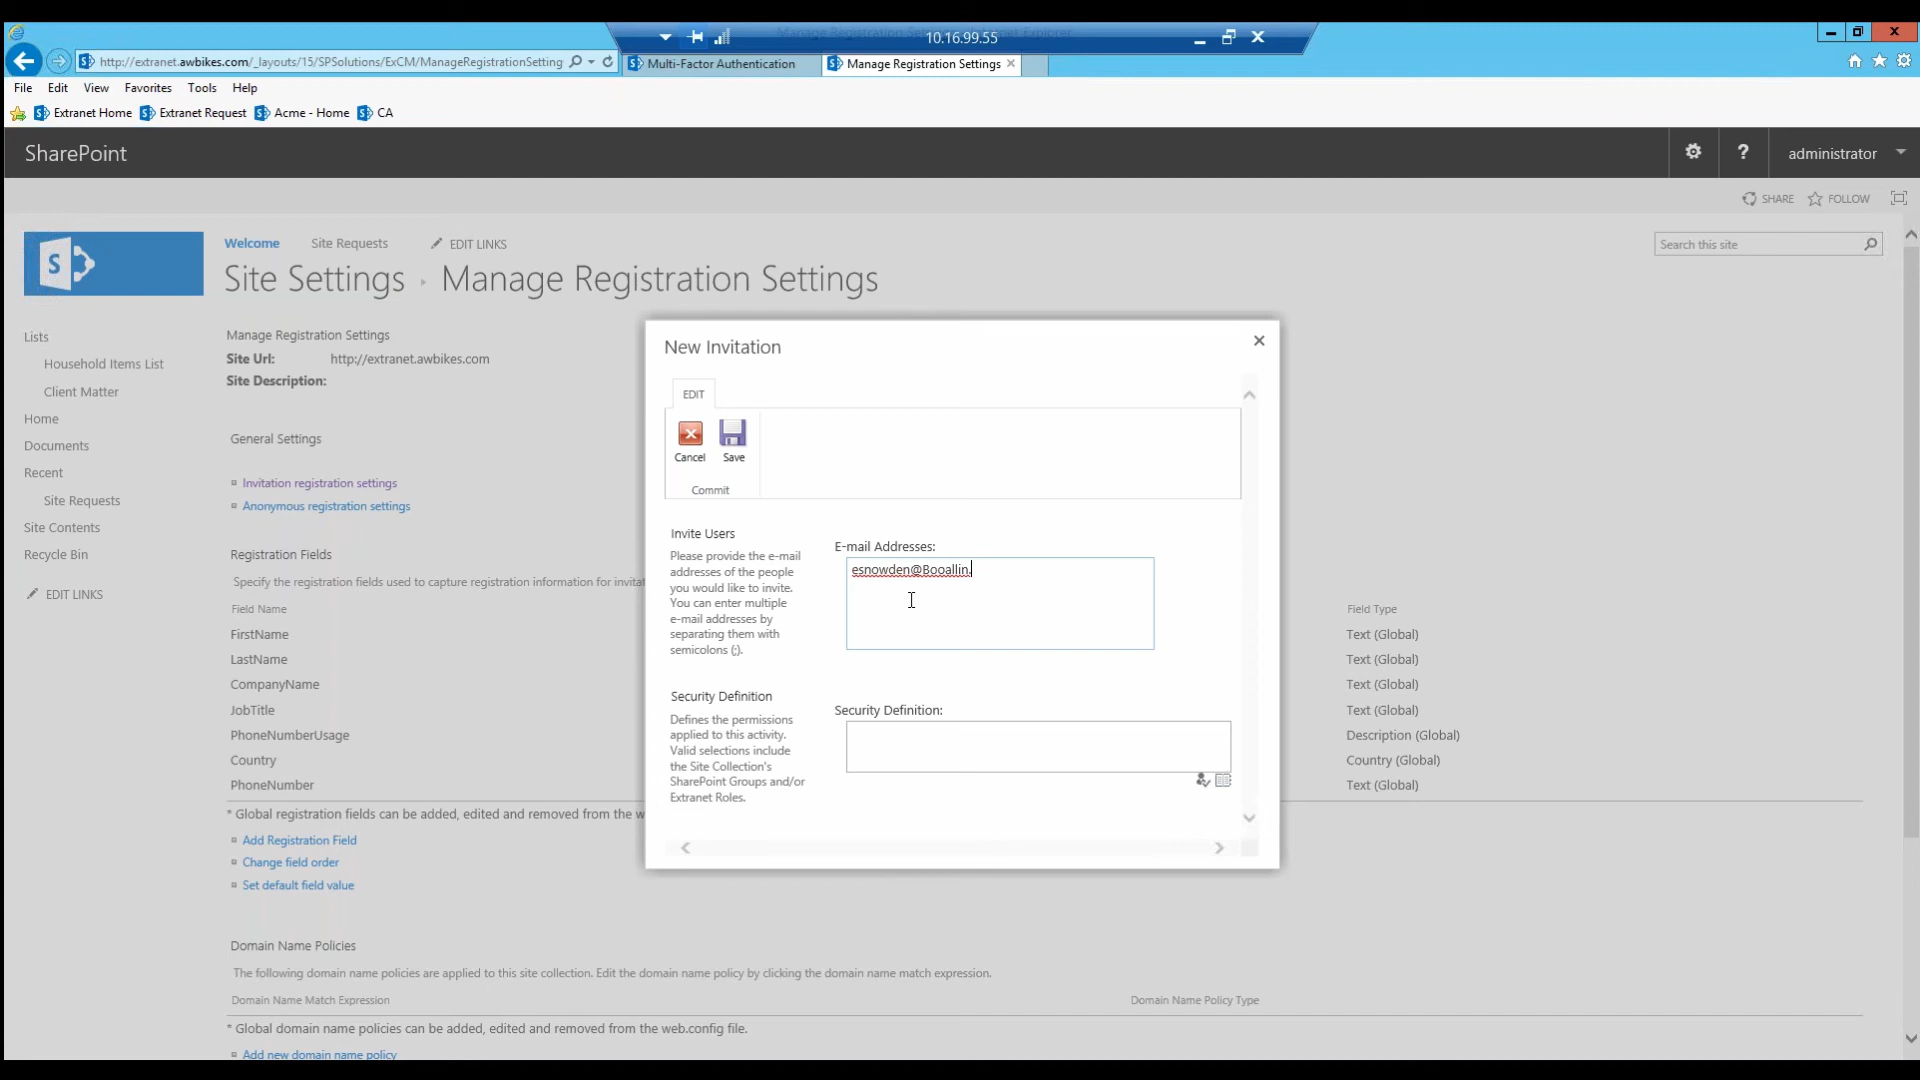 10.16.99.55
http://extranet.awbikes.com/_layouts/15/SPSolutions/ExCM/ManageRegistrationSetting
Multi-Factor Authentication
Manage Registration Settings
File Edit View Favorites Tools Help
Extranet Home Extranet Request Acme - Home CA
SharePoint
administrator
SHARE FOLLOW
Welcome Site Requests EDIT LINKS
Search this site
Site Settings Manage Registration Settings
Lists
Household Items List
Client Matter
Home
Documents
Recent
Site Requests
Site Contents
Recycle Bin
EDIT LINKS
Manage Registration Settings
Site Url: http://extranet.awbikes.com
Site Description:
General Settings
Invitation registration settings
Anonymous registration settings
Registration Fields
Specify the registration fields used to capture registration information for invita
Field Name
Field Type
FirstName
Text (Global)
LastName
Text (Global)
CompanyName
Text (Global)
JobTitle
Text (Global)
PhoneNumberUsage
Description (Global)
Country
Country (Global)
PhoneNumber
Text (Global)
* Global registration fields can be added, edited and removed from the w
Add Registration Field
Change field order
Set default field value
Domain Name Policies
The following domain name policies are applied to this site collection. Edit the domain name policy by clicking the domain name match expression.
Domain Name Match Expression
Domain Name Policy Type
* Global domain name policies can be added, edited and removed from the web.config file.
Add new domain name policy
New Invitation
EDIT
Cancel Save
Commit
Invite Users
Please provide the e-mail
addresses of the people
you would like to invite.
You can enter multiple
e-mail addresses by
separating them with
semicolons (;).
E-mail Addresses:
esnowden@Booallin.
Security Definition
Defines the permissions
applied to this activity.
Valid selections include
the Site Collection's
SharePoint Groups and/or
Extranet Roles.
Security Definition: